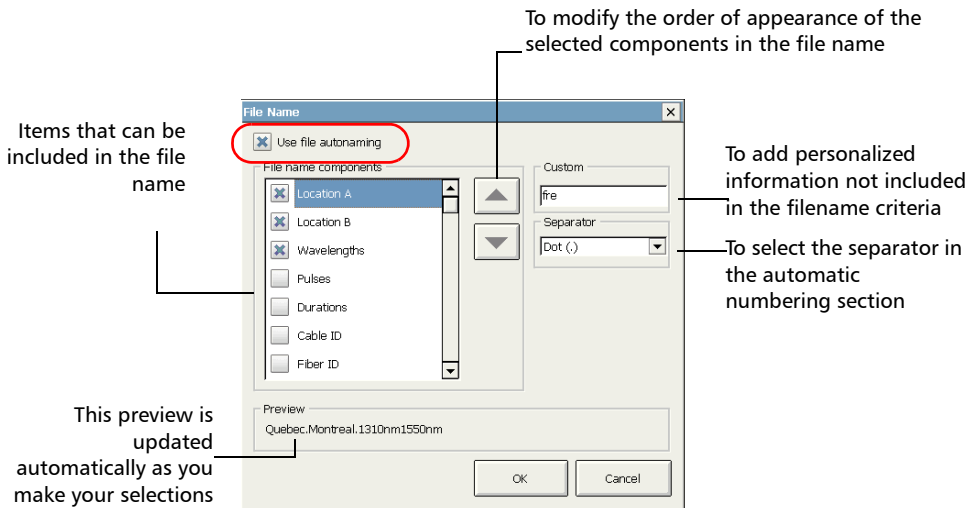 To modify the order of appearance of the
selected components in the file name
Items that can be
included in the file
name
File Name
Use file autonaming
File name components
Location A
Location B
Wavelengths
Pulses
Durations
Cable ID
Fiber ID
Custom
fre
Separator
Dot (.)
To add personalized
information not included
in the filename criteria
To select the separator in
the automatic
numbering section
Preview
Quebec.Montreal.1310nm1550nm
This preview is
updated
automatically as you
make your selections
OK
Cancel